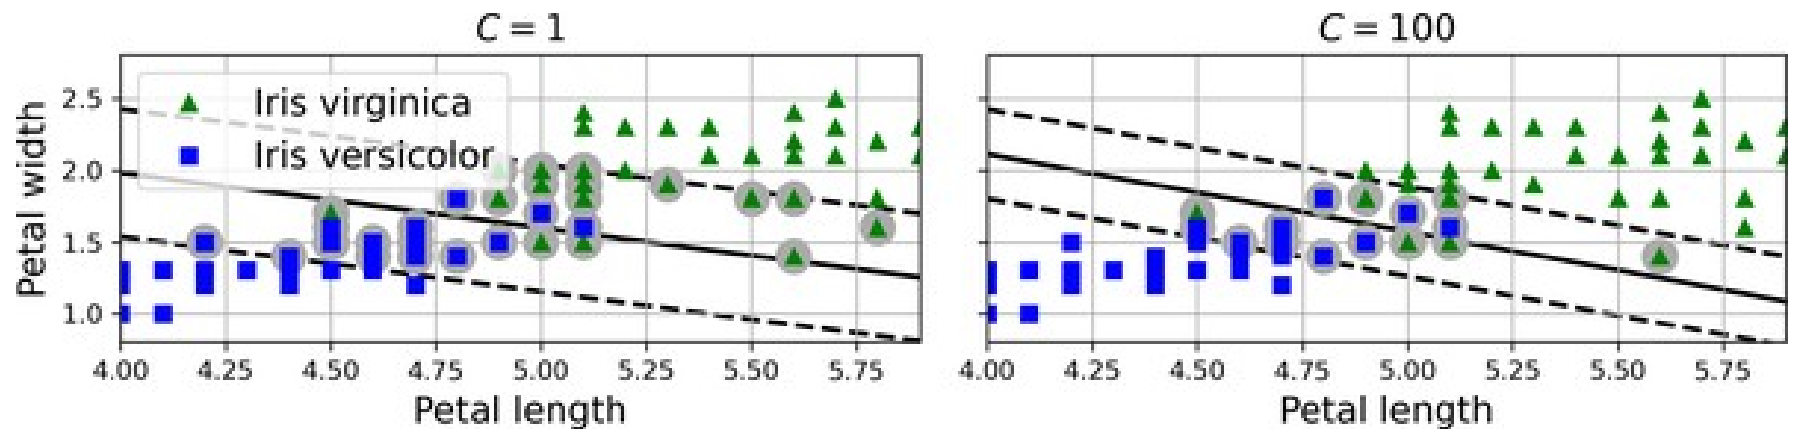 C = 1
C = 100
Iris virginica
Iris versicolor
Petal width
2.5
2.0
1.5
1.0
4.00 4.25 4.50 4.75 5.00 5.25 5.50 5.75
4.00 4.25 4.50 4.75 5.00 5.25 5.50 5.75
Petal length
Petal length